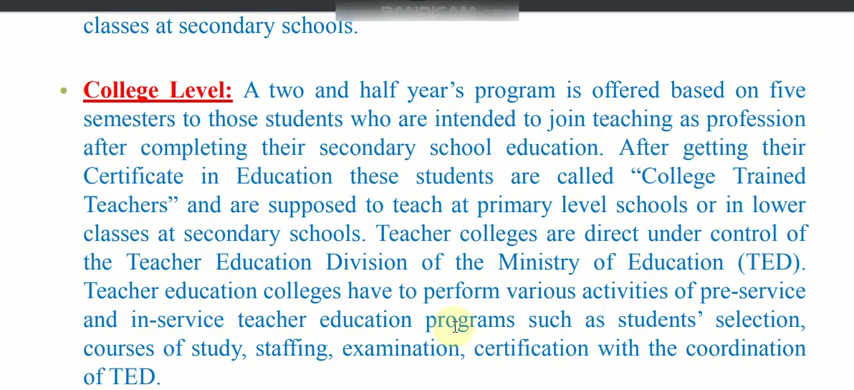 BANDICAM
classes at secondary schools.
• College Level: A two and half year’s program is offered based on five
semesters to those students who are intended to join teaching as profession
after completing their secondary school education. After getting their
Certificate in Education these students are called “College Trained
Teachers” and are supposed to teach at primary level schools or in lower
classes at secondary schools. Teacher colleges are direct under control of
the Teacher Education Division of the Ministry of Education (TED).
Teacher education colleges have to perform various activities of pre-service
and in-service teacher education programs such as students’ selection,
courses of study, staffing, examination, certification with the coordination
of TED.